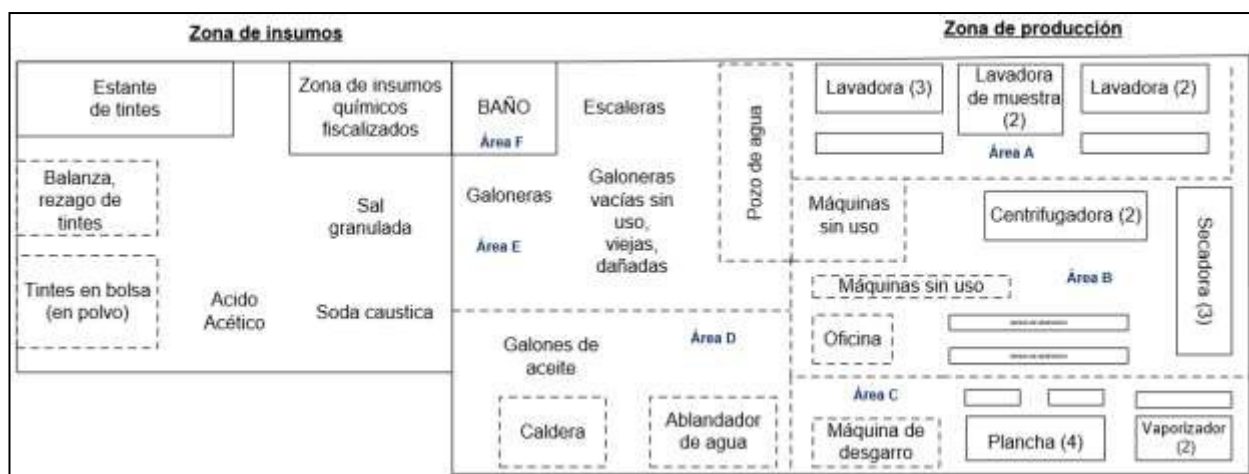 Zona de insumos
Zona de producción
Estante
de tintes
Zona de insumos
químicos
fiscalizados
BAÑO
Área F
Escaleras
Pozo de agua
Lavadora (3)
Lavadora
de muestra
(2)
Lavadora (2)
Área A
Balanza,
rezago de
tintes
Sal
granulada
Galoneras
Área E
Galoneras
vacías sin
uso,
viejas,
dañadas
Máquinas
sin uso
Centrifugadora (2)
Secadora (3)
Tintes en bolsa
(en polvo)
Acido
Acético
Soda caustica
Máquinas sin uso
Área B
Oficina
Galones de
aceite
Área D
Caldera
Ablandador
de agua
Área C
Máquina de
desgarro
Plancha (4)
Vaporizador
(2)